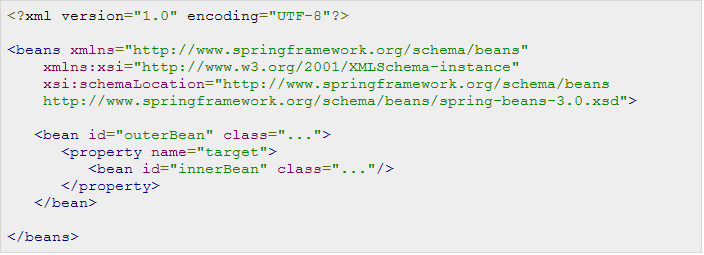 <?xml version="1.0" encoding="UTF-8"?>
<beans xmlns="http://www.springframework.org/schema/beans"
xmlns:xsi="http://www.w3.org/2001/XMLSchema-instance"
xsi:schemaLocation="http://www.springframework.org/schema/beans
http://www.springframework.org/schema/beans/spring-beans-3.0.xsd">
<bean id="outerBean" class="...">
<property name="target">
<bean id="innerBean" class="..."/>
</property>
</bean>
</beans>